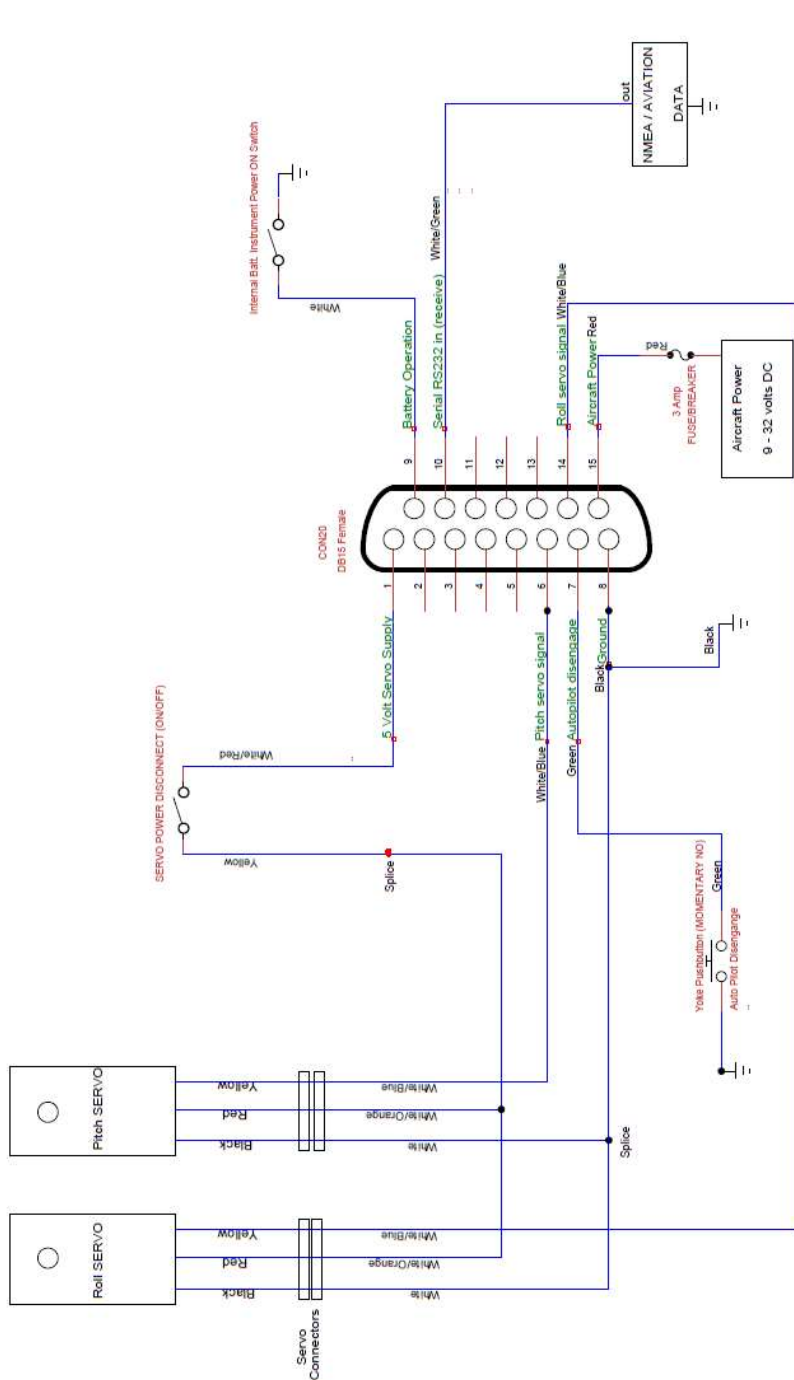 NMEA / AVIATION
DATA
out
Internal Batt. Instrument Power ON Switch
White
White/Green
Battery Operation
Serial RS232 in (receive)
Roll servo signal White/Blue
Aircraft Power Red
Red
3 Amp
FUSE/BREAKER
Aircraft Power
9 - 32 volts DC
CON20
DB15 Female
9
10
11
12
13
14
15
1
2
3
4
5
6
7
8
5 Volt Servo Supply
White/Blue Pitch servo signal
Green Autopilot disengage
Black Ground
Black
SERVO POWER DISCONNECT (ON/OFF)
White/Red
Yellow
Splice
Yoke Pushbutton (MOMENTARY NO)
Green
Auto Pilot Disengange
Pitch SERVO
Yellow
Red
Black
White/Blue
White/Orange
White
Splice
Roll SERVO
Yellow
Red
Black
White/Blue
White/Orange
White
Servo
Connectors